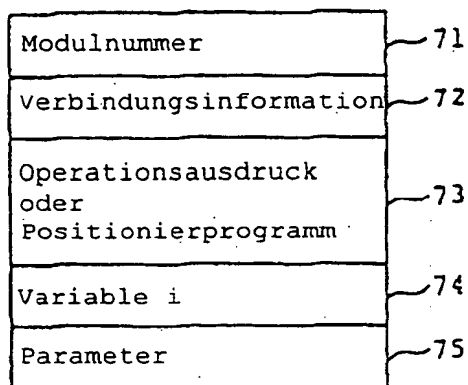 Modulnummer 71
Verbindungsinformation 72
Operationsausdruck
oder 73
Positionierprogramm
Variable i 74
Parameter 75